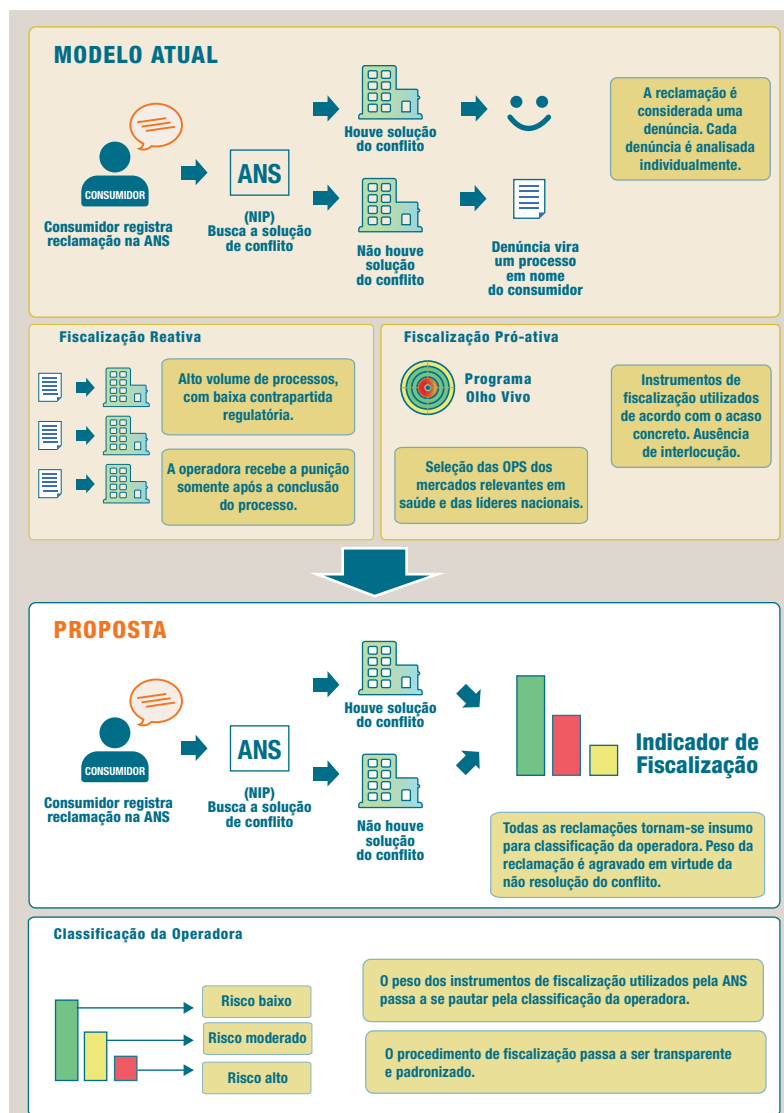 MODELO ATUAL
CONSUMIDOR
Consumidor registra
reclamação na ANS
ANS
(NIP)
Busca a solução
de conflito
Houve solução
do conflito
Não houve
solução
do conflito
Denúncia vira
um processo
em nome
do consumidor
A reclamação é
considerada uma
denúncia. Cada
denúncia é analisada
individualmente.
Fiscalização Reativa
Alto volume de processos,
com baixa contrapartida
regulatória.
A operadora recebe a punição
somente após a conclusão
do processo.
Fiscalização Pró-ativa
Programa
Olho Vivo
Seleção das OPS dos
mercados relevantes em
saúde e das líderes nacionais.
Instrumentos de
fiscalização utilizados
de acordo com o acaso
concreto. Ausência
de interlocução.
PROPOSTA
CONSUMIDOR
Consumidor registra
reclamação na ANS
ANS
(NIP)
Busca a solução
de conflito
Houve solução
do conflito
Não houve
solução
do conflito
Indicador de
Fiscalização
Todas as reclamações tornam-se insumo
para classificação da operadora. Peso da
reclamação é agravado em virtude da
não resolução do conflito.
Classificação da Operadora
Risco baixo
Risco moderado
Risco alto
O peso dos instrumentos de fiscalização utilizados pela ANS
passa a se pautar pela classificação da operadora.
O procedimento de fiscalização passa a ser transparente
e padronizado.